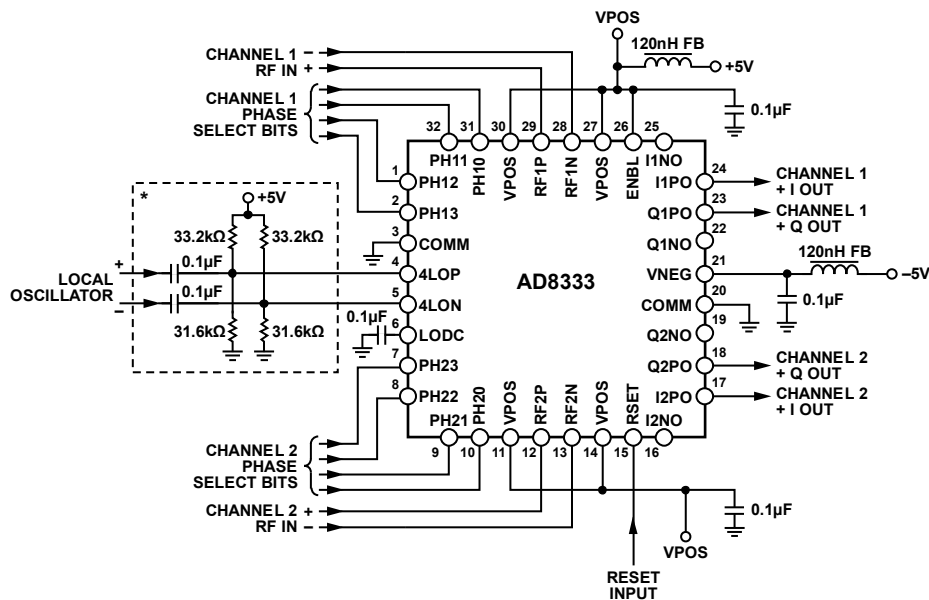 VPOS
120nH FB
+5V
0.1µF
CHANNEL 1 –
RF IN +
CHANNEL 1
PHASE
SELECT BITS
32 31 30 29 28 27 26 25
PH11 PH10 VPOS RF1P RF1N VPOS ENBL I1NO
1 PH12
2 PH13
3 COMM
4 4LOP
5 4LON
6 LODC
7 PH23
8 PH22
AD8333
24 I1PO
CHANNEL 1
+ I OUT
23 Q1PO
CHANNEL 1
+ Q OUT
22 Q1NO
21 VNEG
120nH FB
–5V
0.1µF
20 COMM
19 Q2NO
18 Q2PO
CHANNEL 2
+ Q OUT
17 I2PO
CHANNEL 2
+ I OUT
*
+5V
33.2kΩ 33.2kΩ
0.1µF
0.1µF
+
LOCAL
OSCILLATOR
–
31.6kΩ 31.6kΩ
0.1µF
PH21 PH20 VPOS RF2P RF2N VPOS RSET I2NO
9 10 11 12 13 14 15 16
CHANNEL 2
PHASE
SELECT BITS
CHANNEL 2 +
RF IN –
0.1µF
VPOS
RESET
INPUT